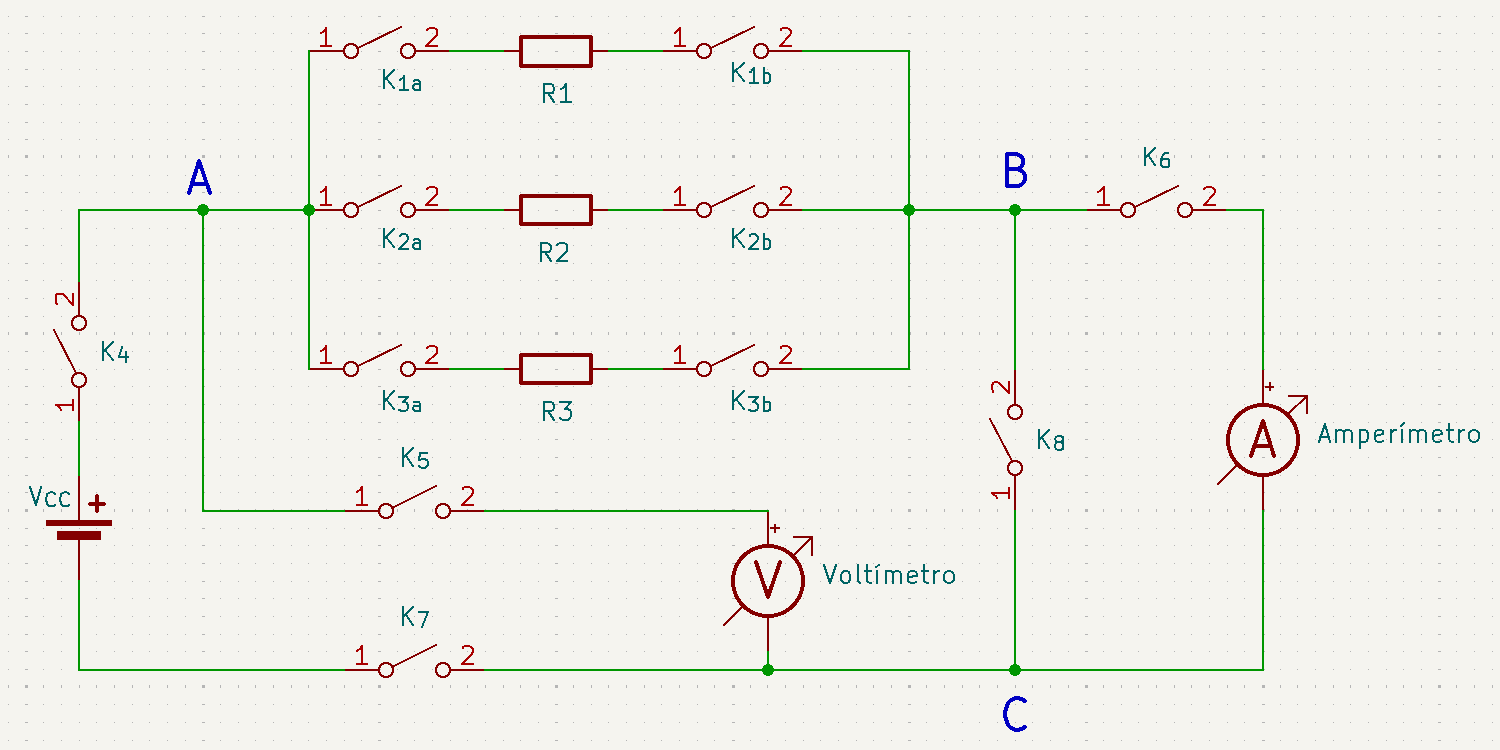 1 2 1 2
K1a R1 K1b
A B K6
1 2 1 2 1 2
K2a R2 K2b
2 K4 1
1 2 1 2
K3a R3 K3b
2 K8 1
+ A Amperímetro
K5
1 2
Vcc +
+ V Voltímetro
K7
1 2
C